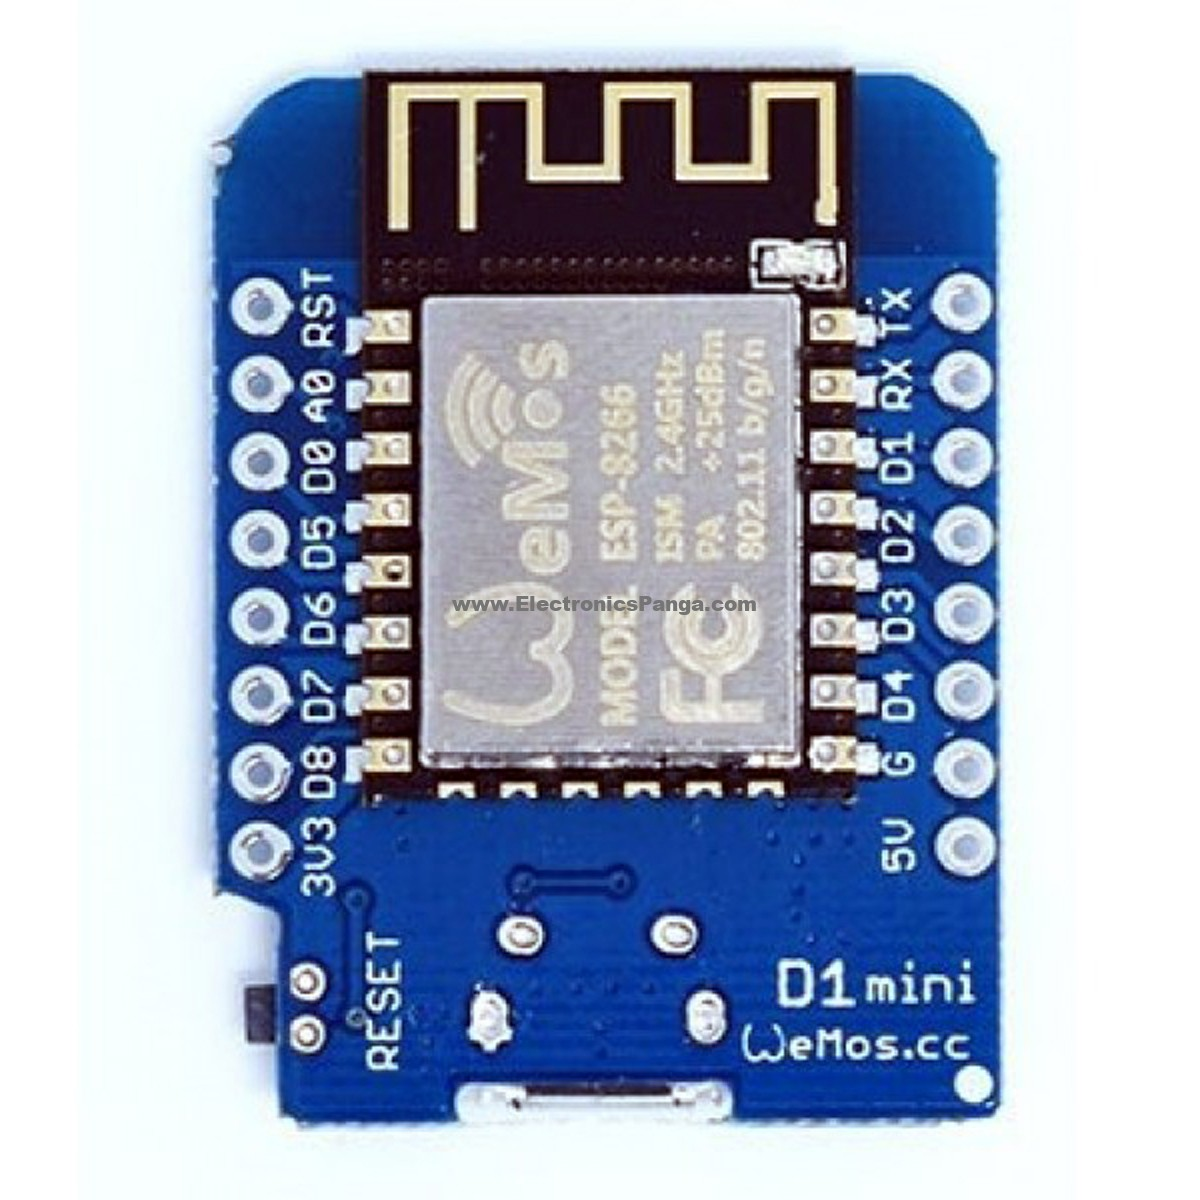 RST
A0
D0
D5
D6
D7
D8
3V3
TX
RX
D1
D2
D3
D4
G
5V
WeMos
MODEL ESP-8266
ISM 2.4GHz
PA +25dBm
802.11 b/g/n
FC
www.ElectronicsPanga.com
RESET
D1 mini
WeMos.cc